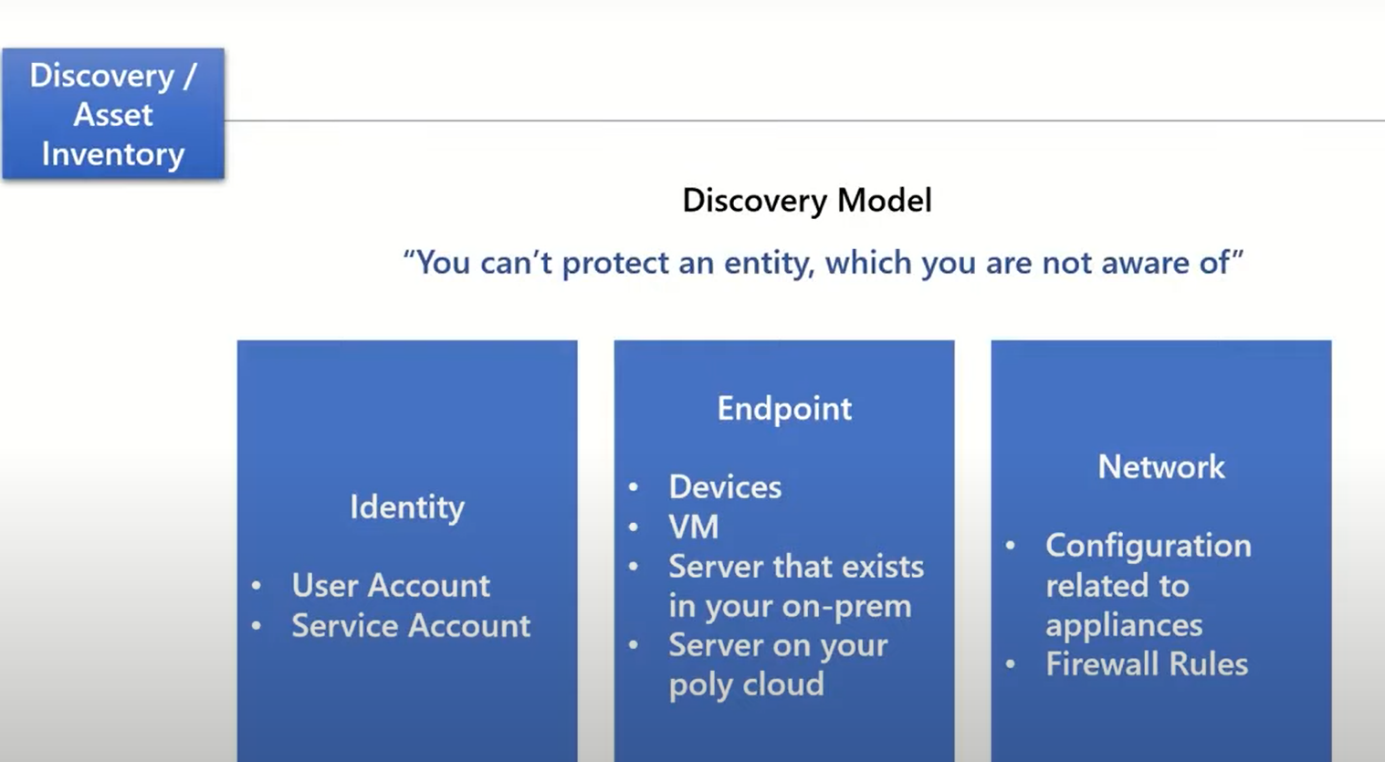 Discovery /
Asset
Inventory
Discovery Model
“You can’t protect an entity, which you are not aware of”
Identity
• User Account
• Service Account
Endpoint
• Devices
• VM
• Server that exists
in your on-prem
• Server on your
poly cloud
Network
• Configuration
related to
appliances
• Firewall Rules